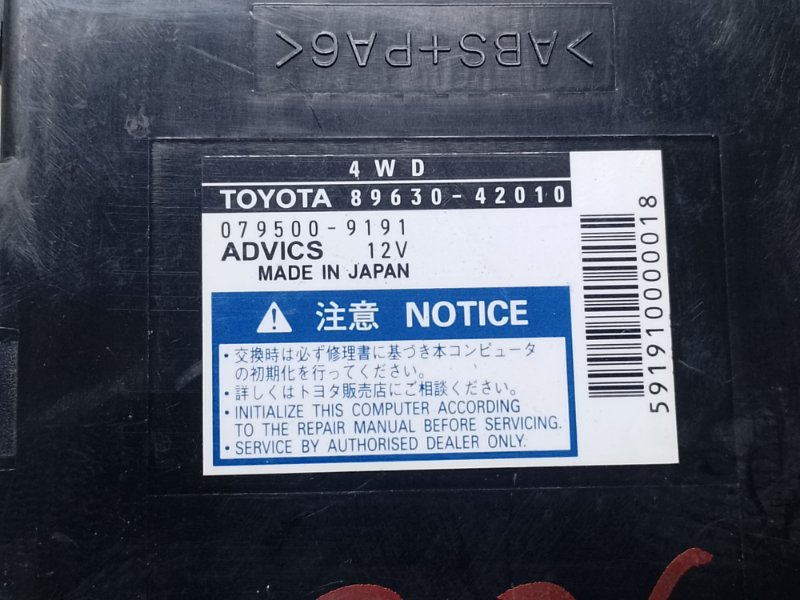 >ABS+PA6<
4WD
TOYOTA 89630-42010
079500-9191
ADVICS 12V
MADE IN JAPAN
591910000018
注意 NOTICE
・交換時は必ず修理書に基づき本コンピュータ
の初期化を行ってください。
・詳しくはトヨタ販売店にご相談ください。
・INITIALIZE THIS COMPUTER ACCORDING
TO THE REPAIR MANUAL BEFORE SERVICING.
・SERVICE BY AUTHORISED DEALER ONLY.